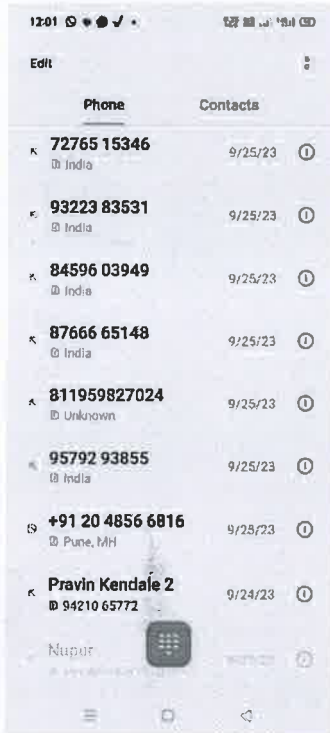 12:01
Edit
Phone Contacts
72765 15346 9/25/23
India
93223 83531 9/25/23
India
84596 03949 9/25/23
India
87666 65148 9/25/23
India
811959827024 9/25/23
Unknown
95792 93855 9/25/23
India
+91 20 4856 6816 9/25/23
Pune, MH
Pravin Kendale 2 9/24/23
94210 65772
Nupur